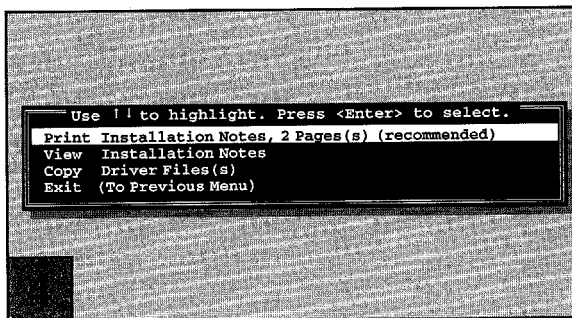 Use ↑↓ to highlight. Press <Enter> to select.
Print Installation Notes, 2 Pages(s) (recommended)
View Installation Notes
Copy Driver Files(s)
Exit (To Previous Menu)